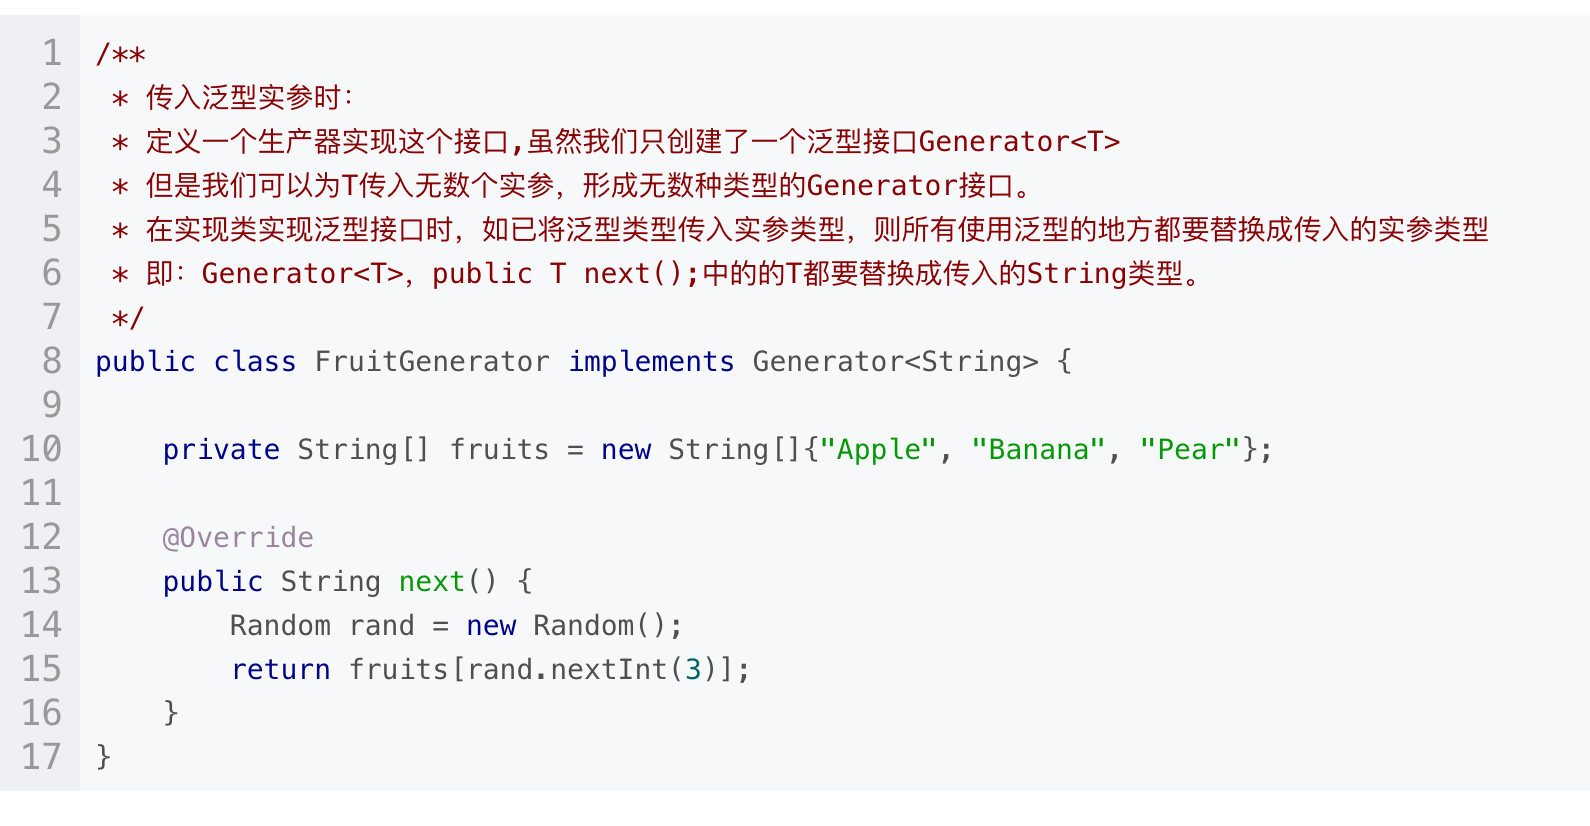 1 /**
2  * 传入泛型实参时：
3  * 定义一个生产器实现这个接口,虽然我们只创建了一个泛型接口Generator<T>
4  * 但是我们可以为T传入无数个实参，形成无数种类型的Generator接口。
5  * 在实现类实现泛型接口时，如已将泛型类型传入实参类型，则所有使用泛型的地方都要替换成传入的实参类型
6  * 即：Generator<T>，public T next();中的的T都要替换成传入的String类型。
7  */
8 public class FruitGenerator implements Generator<String> {
9
10     private String[] fruits = new String[]{"Apple", "Banana", "Pear"};
11
12     @Override
13     public String next() {
14         Random rand = new Random();
15         return fruits[rand.nextInt(3)];
16     }
17 }